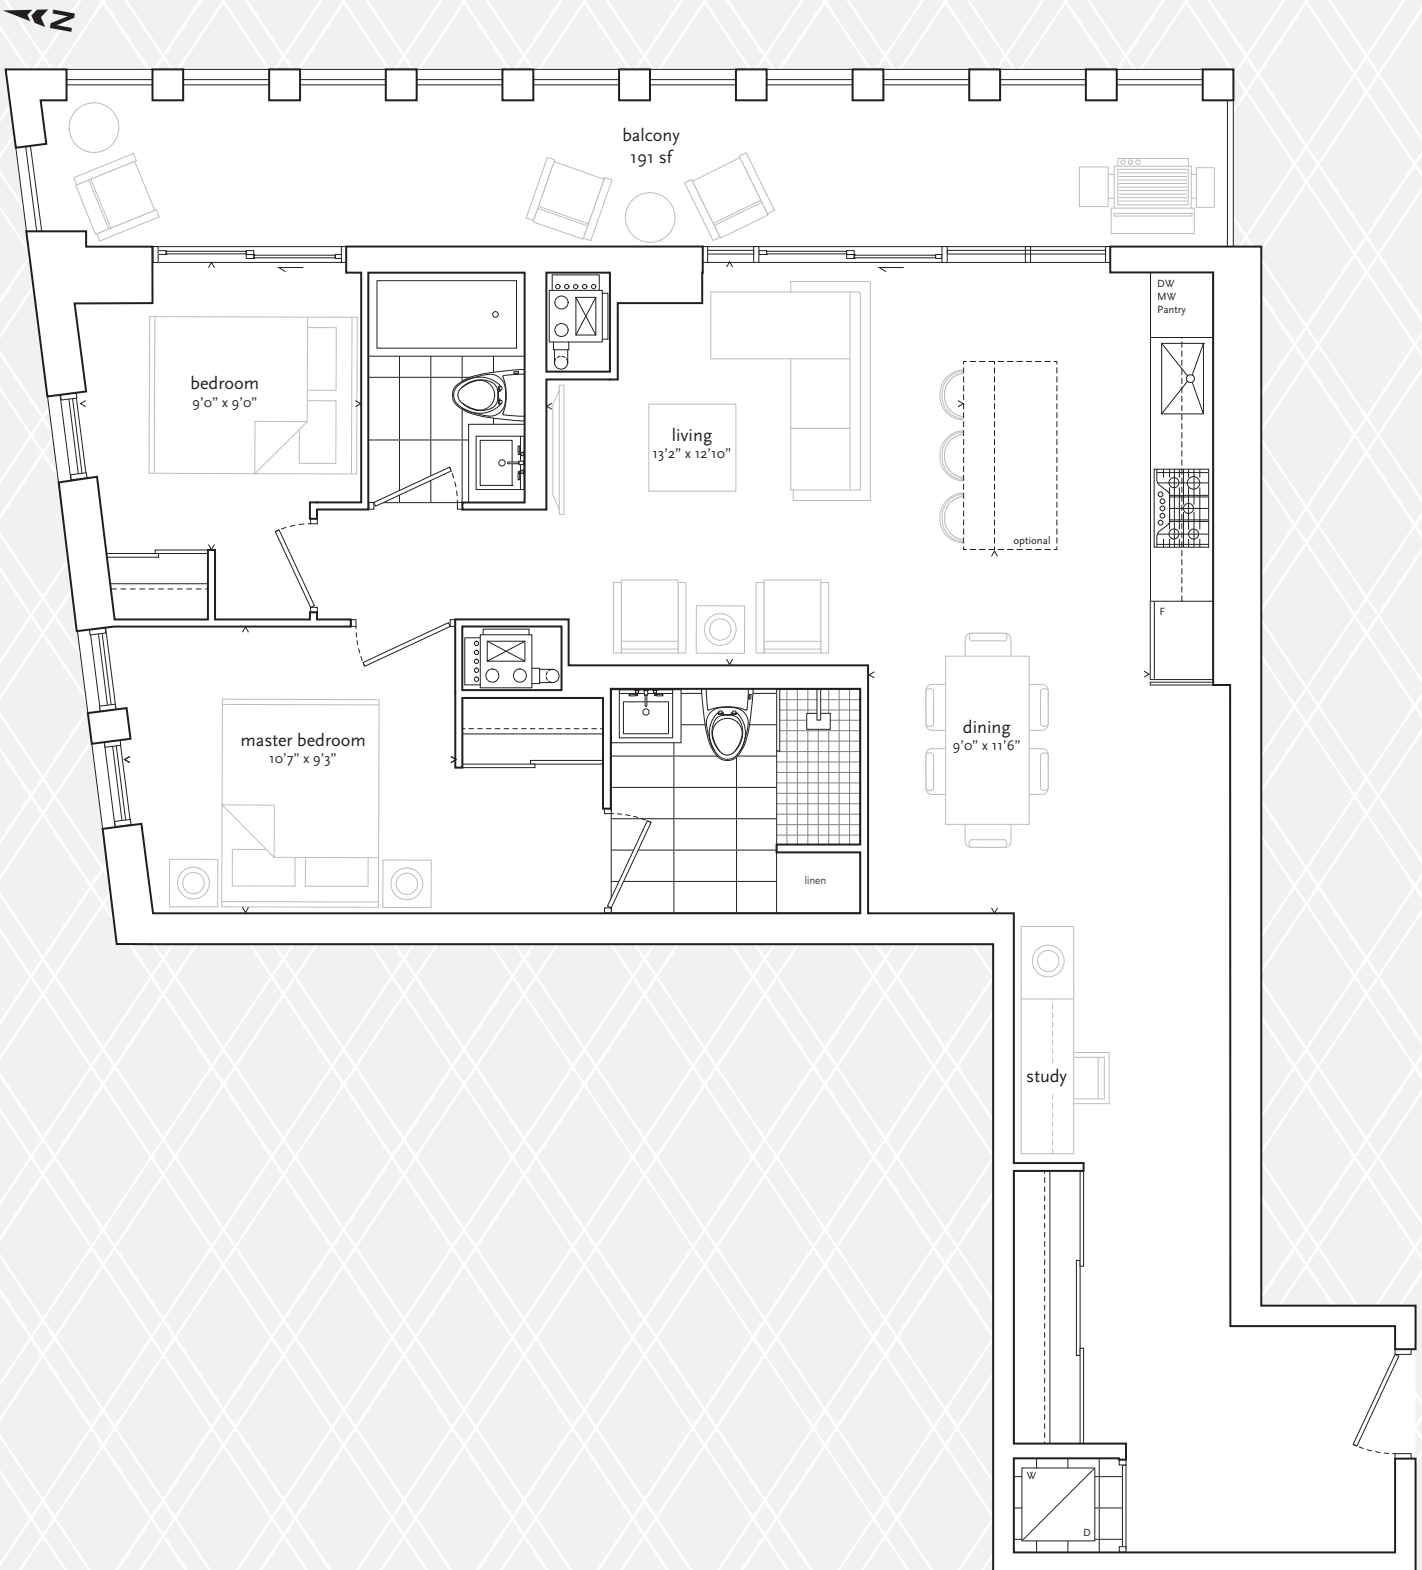 N
balcony
191 sf
DW
MW
Pantry
bedroom
9'0" x 9'0"
living
13'2" x 12'10"
optional
F
master bedroom
10'7" x 9'3"
dining
9'0" x 11'6"
linen
study
W
D